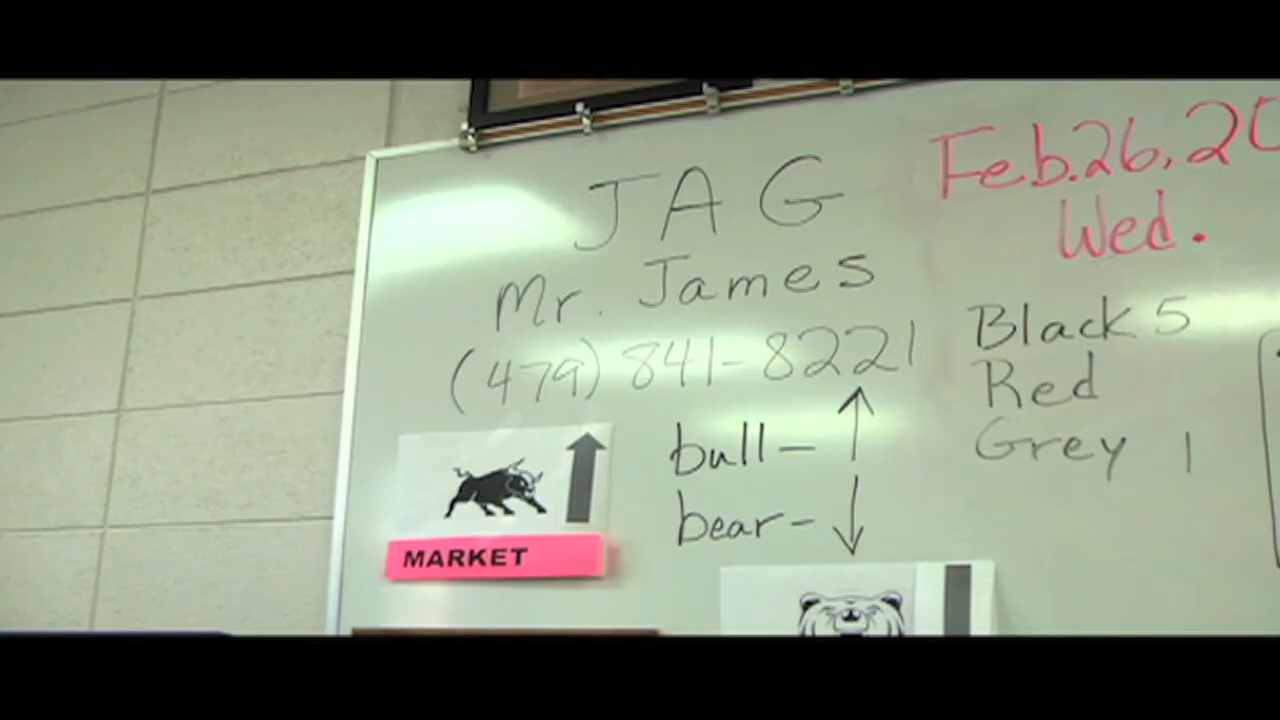 JAG
Mr. James
(479) 841-8221
bull- ↑
bear- ↓
MARKET
Feb. 26, 20
Wed.
Black 5
Red
Grey 1